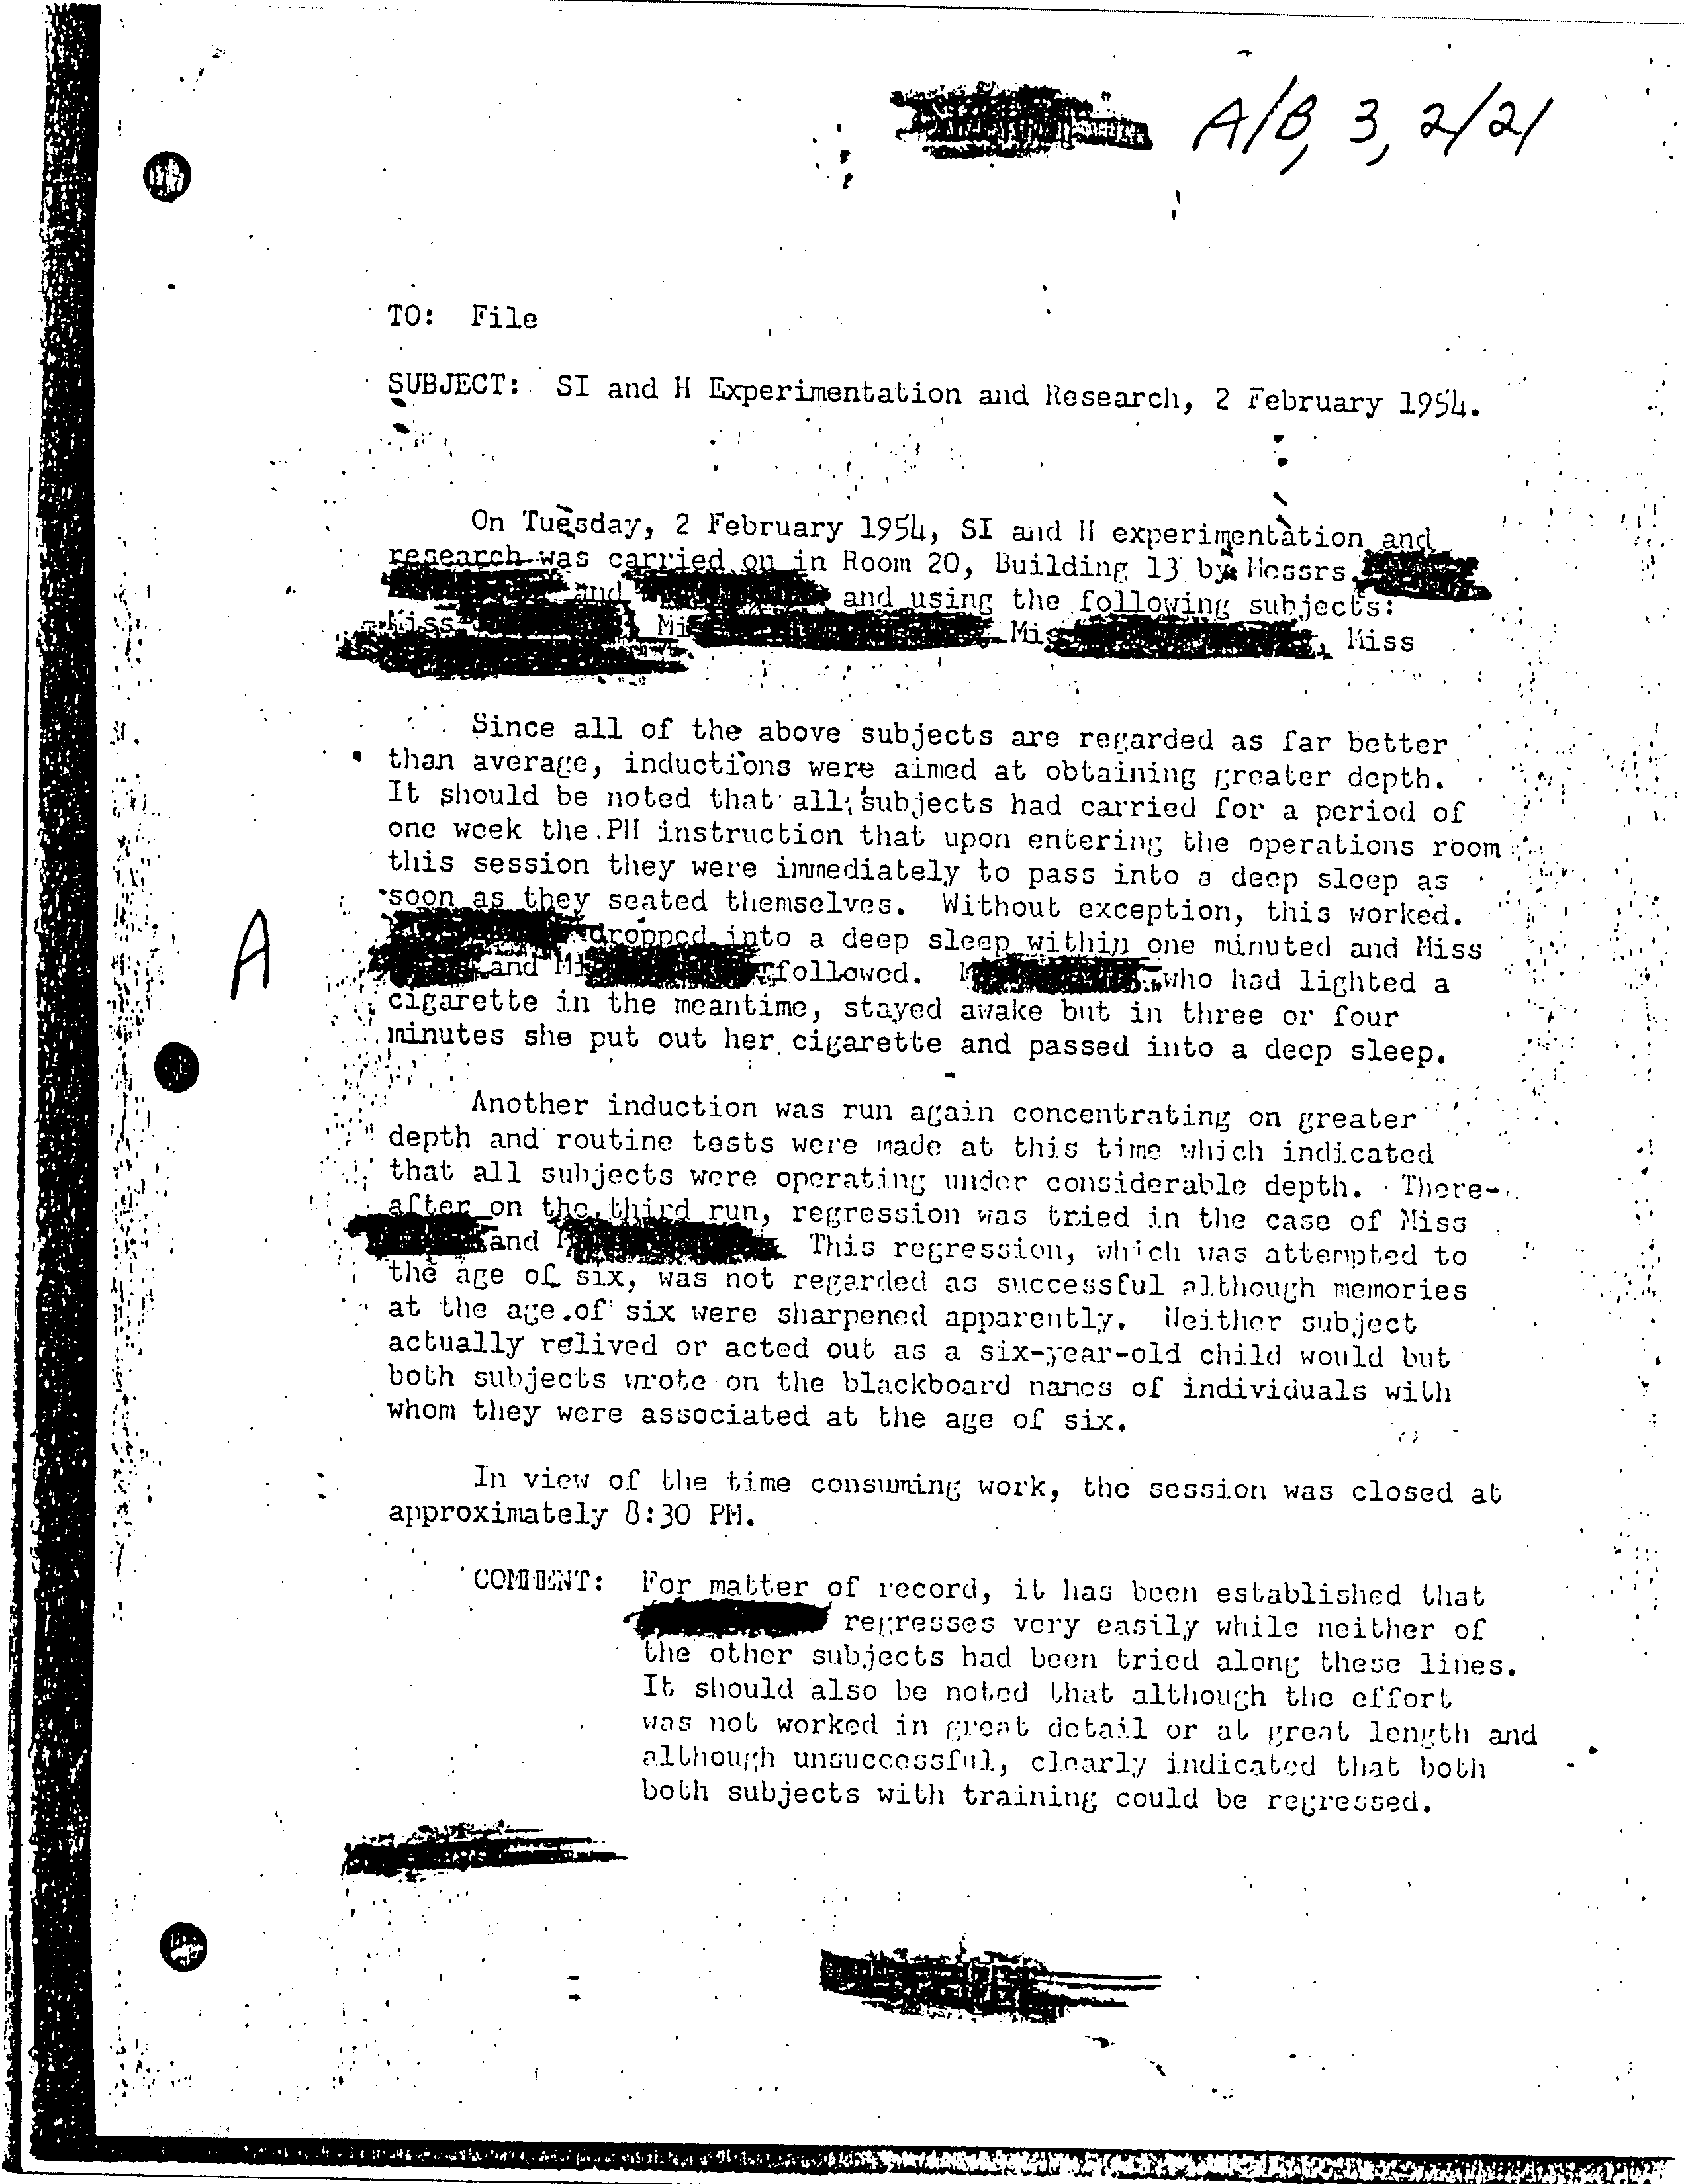 A/B, 3, 2/21
TO: File
SUBJECT: SI and H Experimentation and Research, 2 February 1954.
On Tuesday, 2 February 1954, SI and H experimentation and
research was carried on in Room 20, Building 13 by Messrs.
and and using the following subjects:
Miss Mi Mis , Miss
Since all of the above subjects are regarded as far better
than average, inductions were aimed at obtaining greater depth.
It should be noted that all subjects had carried for a period of
one week the PH instruction that upon entering the operations room
this session they were immediately to pass into a deep sleep as
soon as they seated themselves. Without exception, this worked.
dropped into a deep sleep within one minuted and Miss
A
and Mi followed. M who had lighted a
cigarette in the meantime, stayed awake but in three or four
minutes she put out her cigarette and passed into a deep sleep.
Another induction was run again concentrating on greater
depth and routine tests were made at this time which indicated
that all subjects were operating under considerable depth. There-
after on the third run, regression was tried in the case of Miss
and This regression, which was attempted to
the age of six, was not regarded as successful although memories
at the age of six were sharpened apparently. Neither subject
actually relived or acted out as a six-year-old child would but
both subjects wrote on the blackboard names of individuals with
whom they were associated at the age of six.
In view of the time consuming work, the session was closed at
approximately 8:30 PM.
COMMENT: For matter of record, it has been established that
regresses very easily while neither of
the other subjects had been tried along these lines.
It should also be noted that although the effort
was not worked in great detail or at great length and
although unsuccessful, clearly indicated that both
both subjects with training could be regressed.